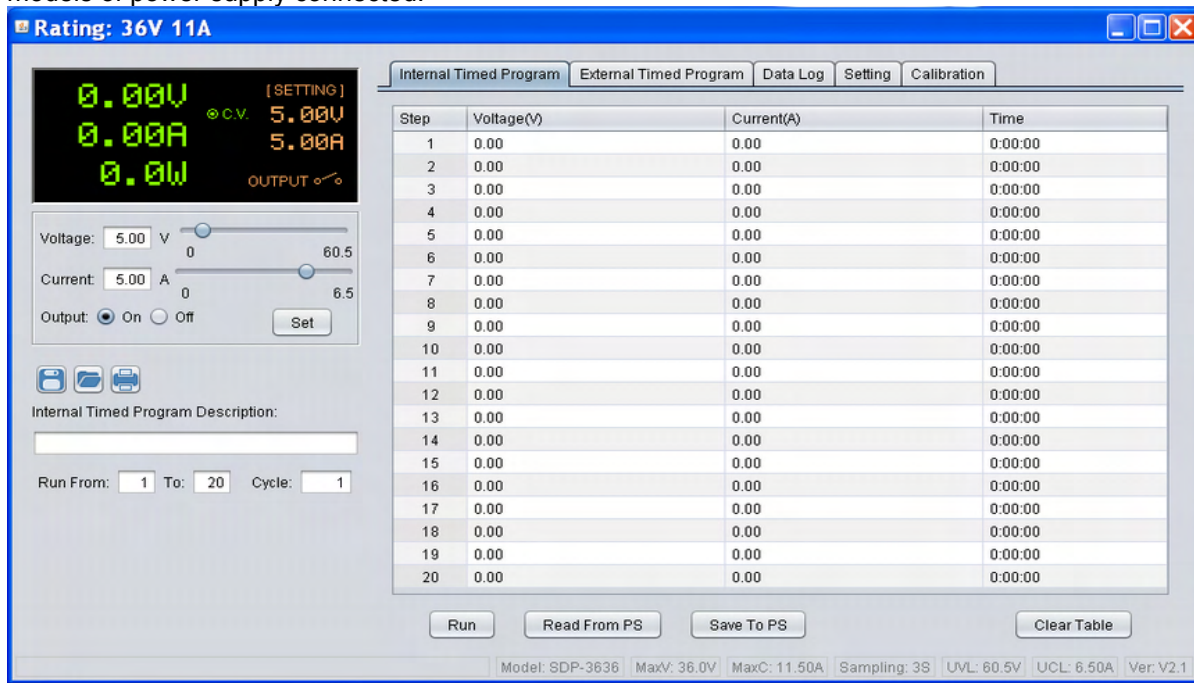 models of power supply connected.
Rating: 36V 11A
0.00V
[SETTING]
C.V. 5.00V
0.00A
5.00A
0.0W
OUTPUT
Voltage: 5.00 V
0 60.5
Current: 5.00 A
0 6.5
Output: On Off
Set
Internal Timed Program Description:
Run From: 1 To: 20 Cycle: 1
Internal Timed Program External Timed Program Data Log Setting Calibration
Step Voltage(V) Current(A) Time
1 0.00 0.00 0:00:00
2 0.00 0.00 0:00:00
3 0.00 0.00 0:00:00
4 0.00 0.00 0:00:00
5 0.00 0.00 0:00:00
6 0.00 0.00 0:00:00
7 0.00 0.00 0:00:00
8 0.00 0.00 0:00:00
9 0.00 0.00 0:00:00
10 0.00 0.00 0:00:00
11 0.00 0.00 0:00:00
12 0.00 0.00 0:00:00
13 0.00 0.00 0:00:00
14 0.00 0.00 0:00:00
15 0.00 0.00 0:00:00
16 0.00 0.00 0:00:00
17 0.00 0.00 0:00:00
18 0.00 0.00 0:00:00
19 0.00 0.00 0:00:00
20 0.00 0.00 0:00:00
Run Read From PS Save To PS Clear Table
Model: SDP-3636 MaxV: 36.0V MaxC: 11.50A Sampling: 3S UVL: 60.5V UCL: 6.50A Ver: V2.1